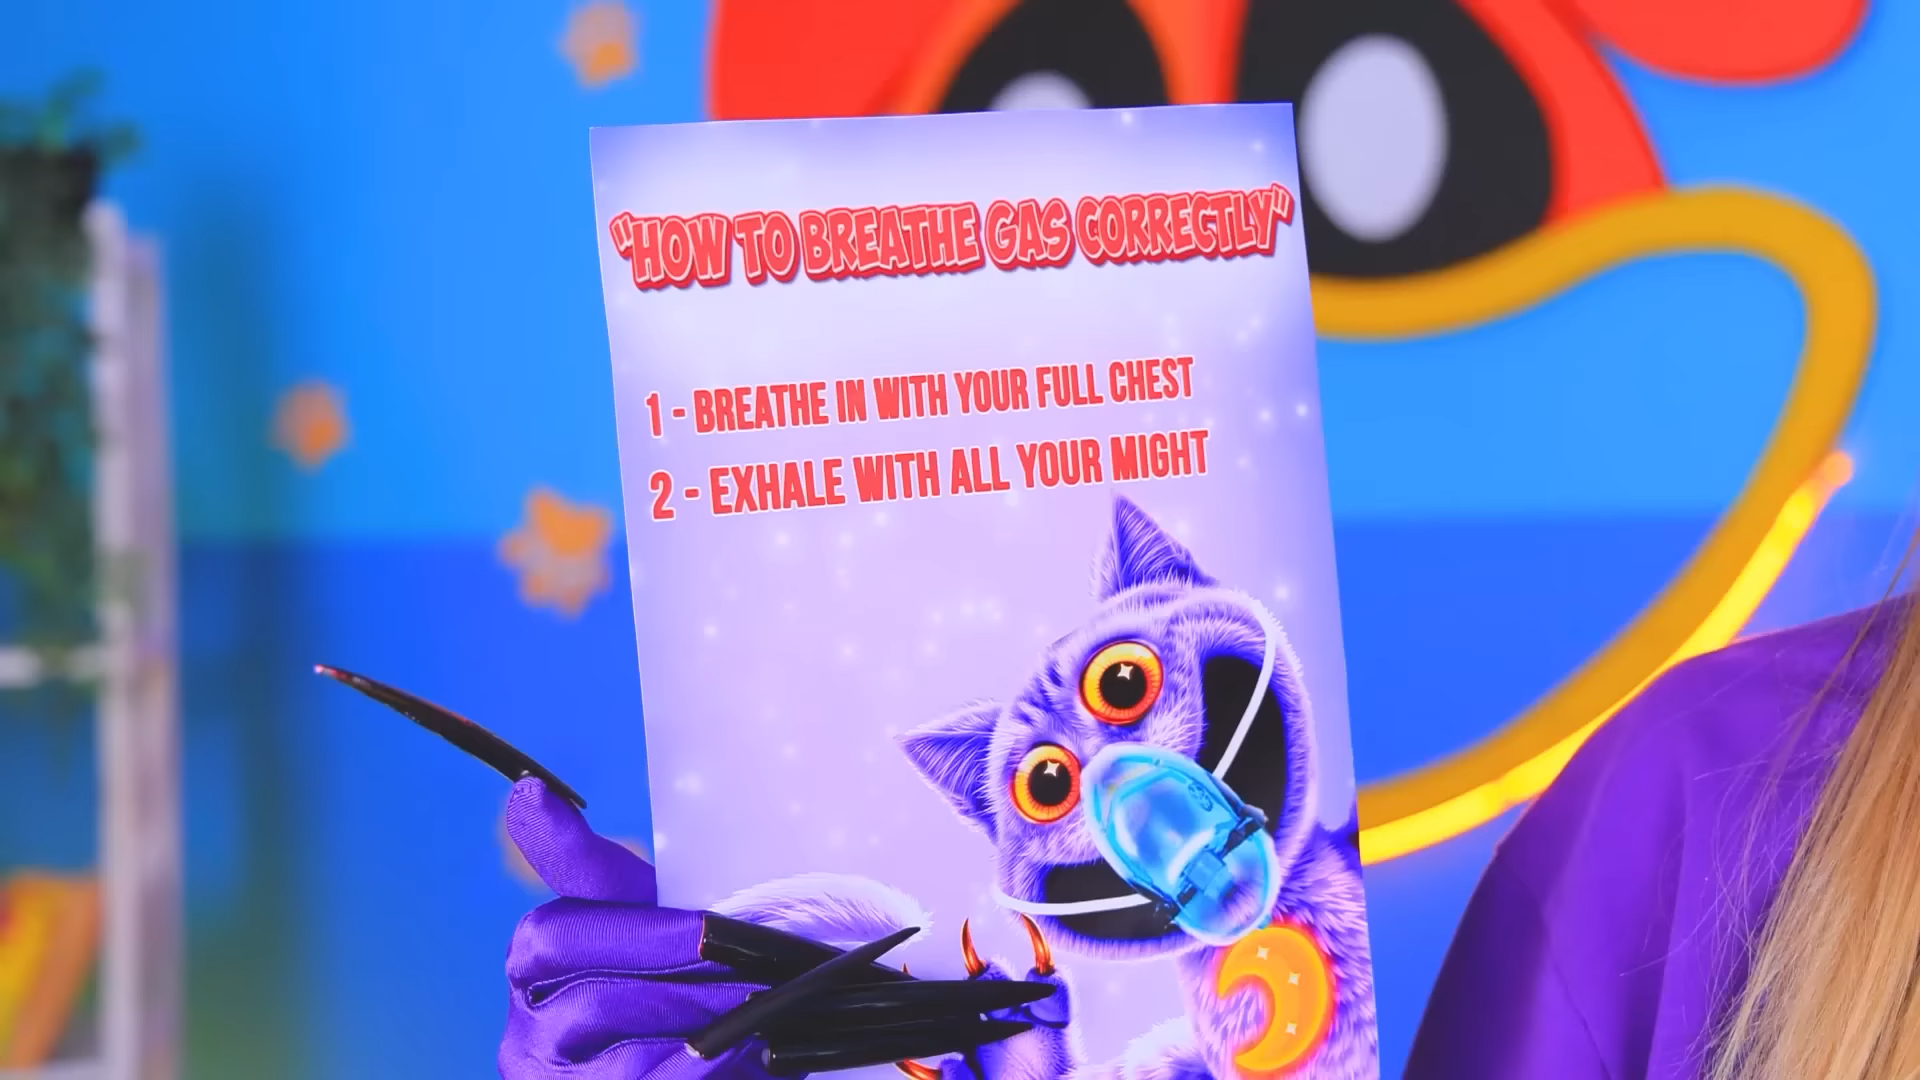 "HOW TO BREATHE GAS CORRECTLY"
1 - BREATHE IN WITH YOUR FULL CHEST
2 - EXHALE WITH ALL YOUR MIGHT